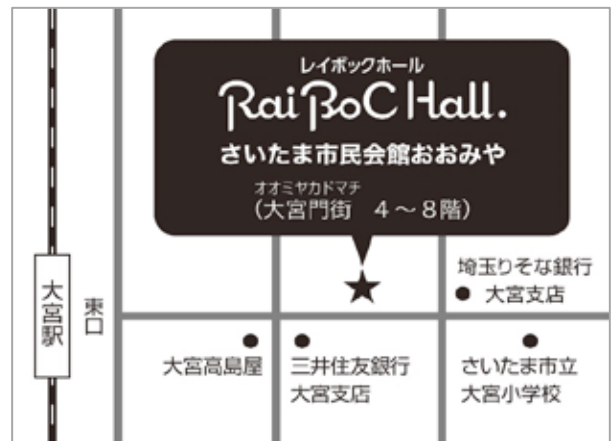 レイボックホール
RaiBoC Hall.
さいたま市民会館おおみや
オオミヤカドマチ
(大宮門街 4～8階)
埼玉りそな銀行
大宮支店
大宮駅
東口
大宮高島屋
三井住友銀行
大宮支店
さいたま市立
大宮小学校